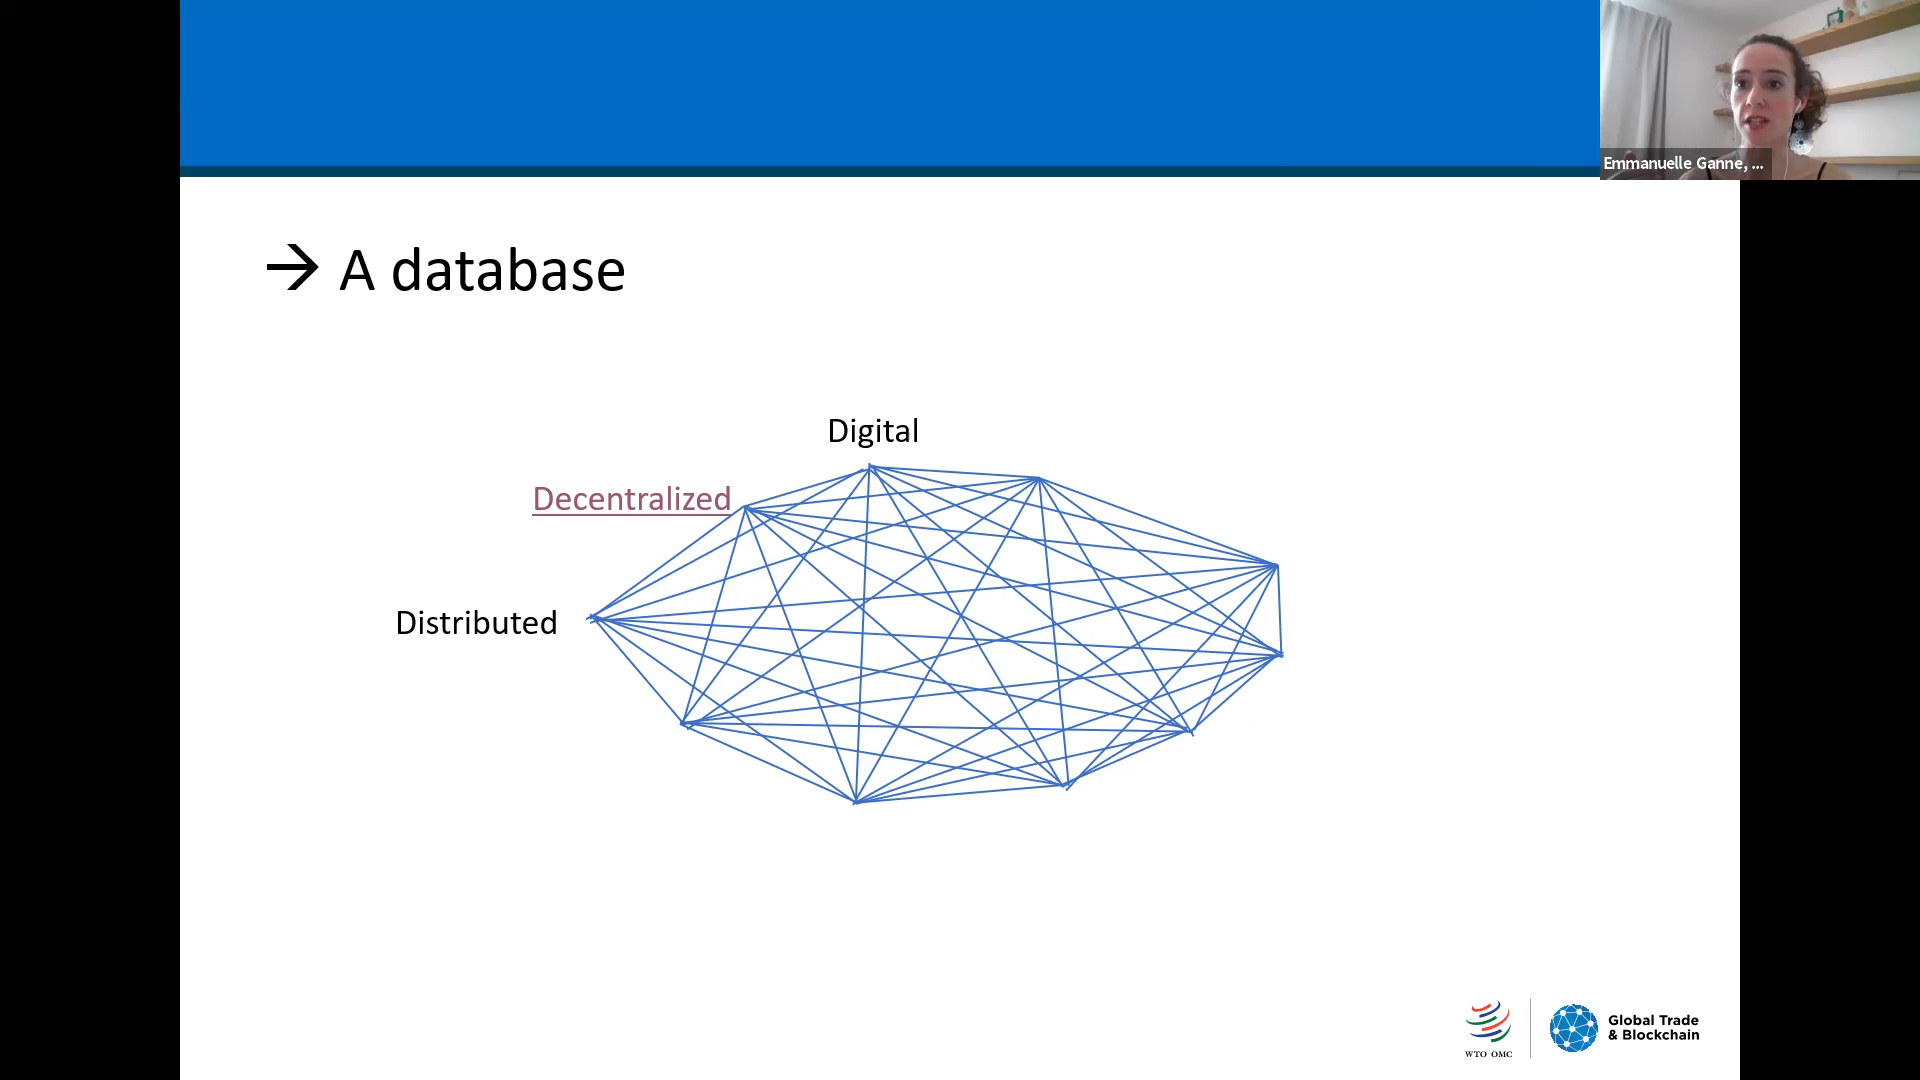 Emmanuelle Ganne, ...
→ A database
Digital
Decentralized
Distributed
WTO OMC
Global Trade
& Blockchain